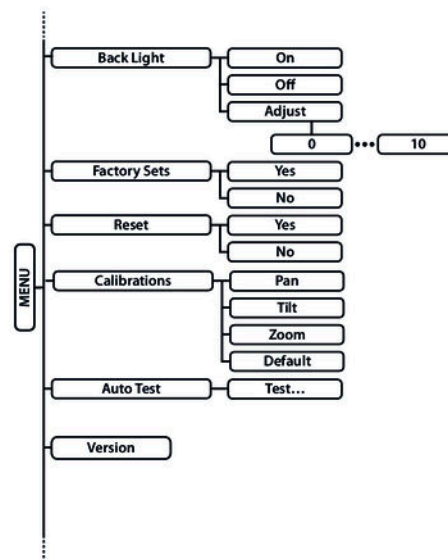 Back Light
On
Off
Adjust
0 ••• 10
Factory Sets
Yes
No
Reset
Yes
No
MENU
Calibrations
Pan
Tilt
Zoom
Default
Auto Test
Test...
Version